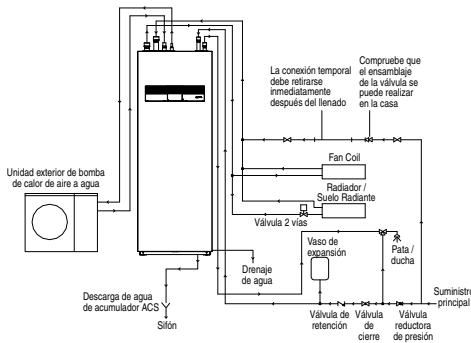 La conexión temporal
debe retirarse
inmediatamente
después del llenado
Compruebe que
el ensamblaje
de la válvula se
puede realizar
en la casa
Unidad exterior de bomba
de calor de aire a agua
Fan Coil
Radiador /
Suelo Radiante
Válvula 2 vías
Vaso de
expansión
Pata /
ducha
Drenaje
de agua
Descarga de agua
de acumulador ACS
Sifón
Suministro
principal
Válvula de
retención
Válvula
de
cierre
Válvula
reductora
de presión